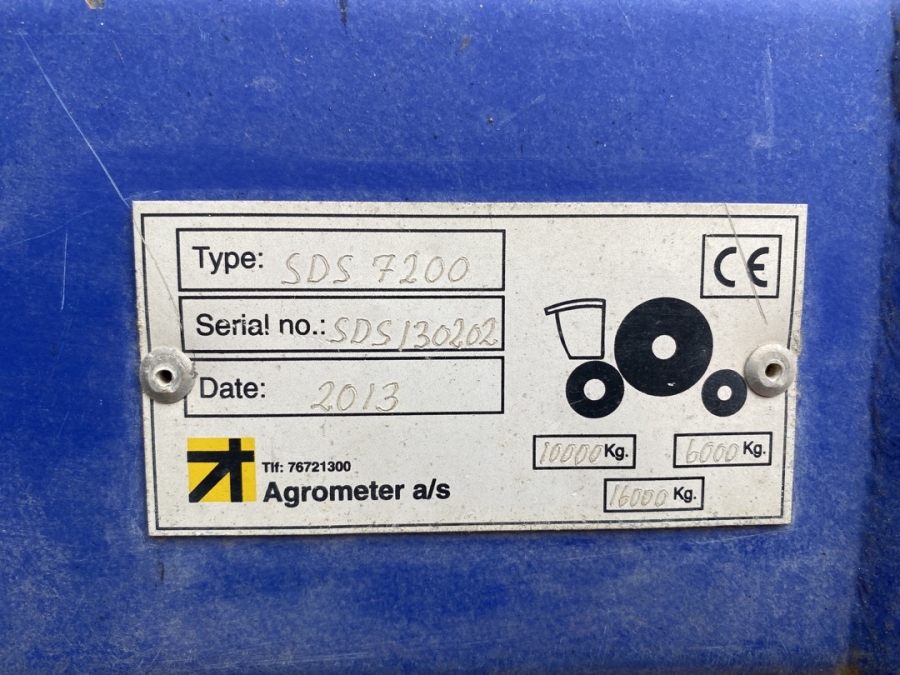 Type: SDS 7200
CE
Serial no.: SDS130202
Date: 2013
10000 Kg. 6000 Kg.
16000 Kg.
Tlf: 76721300
Agrometer a/s